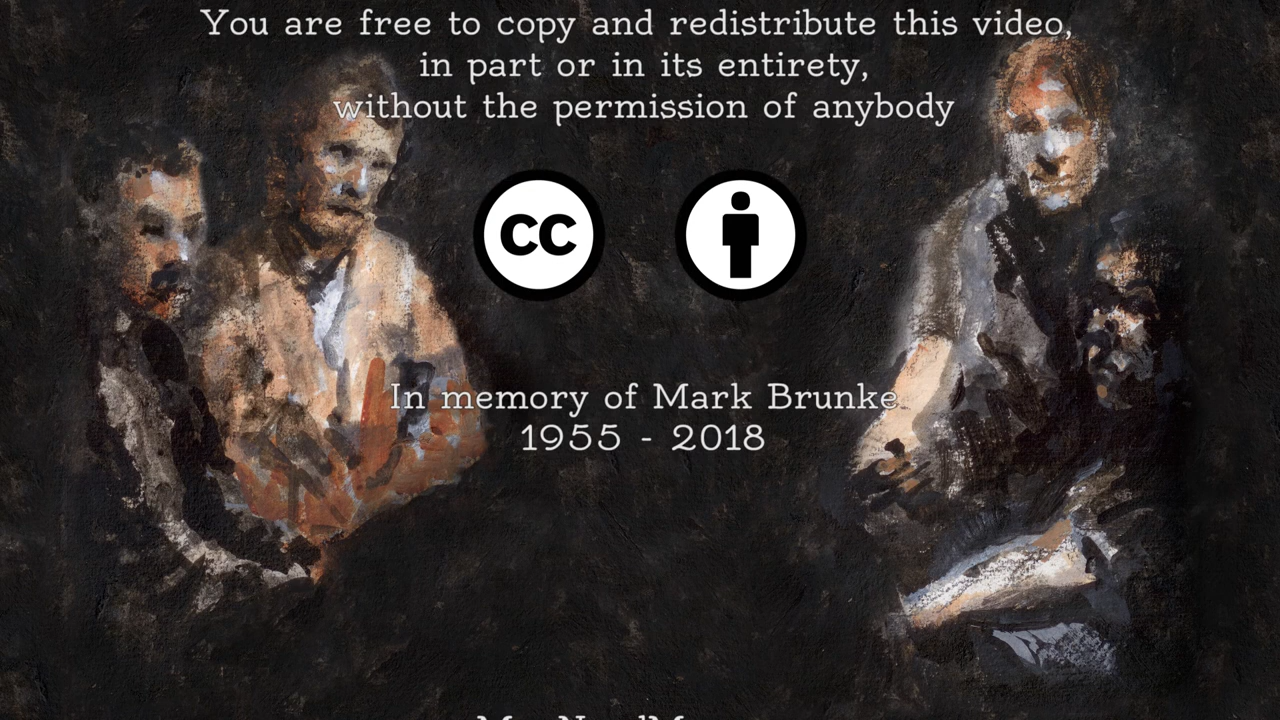 You are free to copy and redistribute this video,
in part or in its entirety,
without the permission of anybody
cc
In memory of Mark Brunke
1955 - 2018